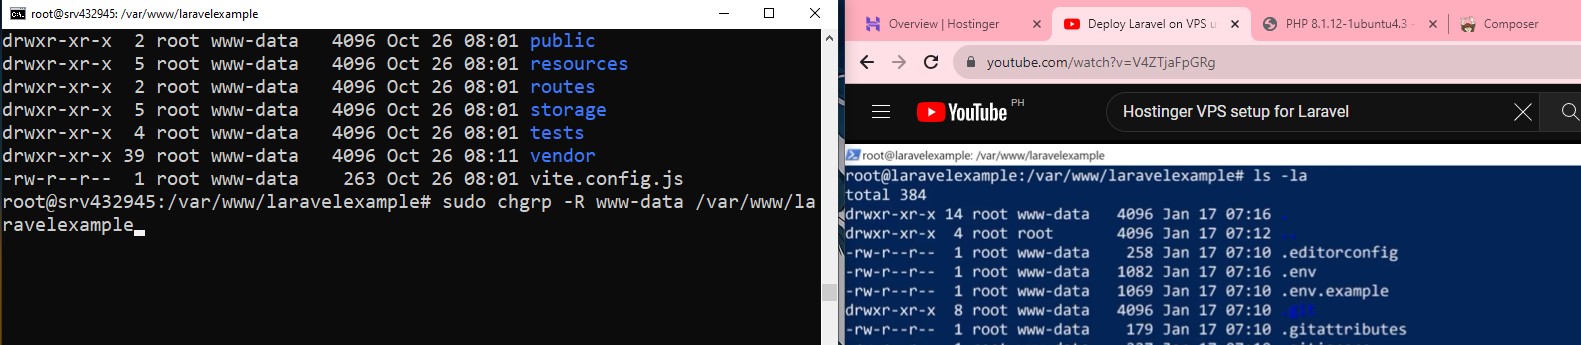 root@srv432945: /var/www/laravelexample
drwxr-xr-x  2 root www-data   4096 Oct 26 08:01 public
drwxr-xr-x  5 root www-data   4096 Oct 26 08:01 resources
drwxr-xr-x  2 root www-data   4096 Oct 26 08:01 routes
drwxr-xr-x  5 root www-data   4096 Oct 26 08:01 storage
drwxr-xr-x  4 root www-data   4096 Oct 26 08:01 tests
drwxr-xr-x 39 root www-data   4096 Oct 26 08:11 vendor
-rw-r--r--  1 root www-data    263 Oct 26 08:01 vite.config.js
root@srv432945:/var/www/laravelexample# sudo chgrp -R www-data /var/www/la
ravelexample
Overview | Hostinger
Deploy Laravel on VPS u
PHP 8.1.12-1ubuntu4.3 -
Composer
youtube.com/watch?v=V4ZTjaFpGRg
YouTube PH
Hostinger VPS setup for Laravel
root@laravelexample: /var/www/laravelexample
root@laravelexample:/var/www/laravelexample# ls -la
total 384
drwxr-xr-x 14 root www-data   4096 Jan 17 07:16 .
drwxr-xr-x  4 root root       4096 Jan 17 07:12 ..
-rw-r--r--  1 root www-data    258 Jan 17 07:10 .editorconfig
-rw-r--r--  1 root www-data   1082 Jan 17 07:16 .env
-rw-r--r--  1 root www-data   1069 Jan 17 07:10 .env.example
drwxr-xr-x  8 root www-data   4096 Jan 17 07:10 .git
-rw-r--r--  1 root www-data    179 Jan 17 07:10 .gitattributes